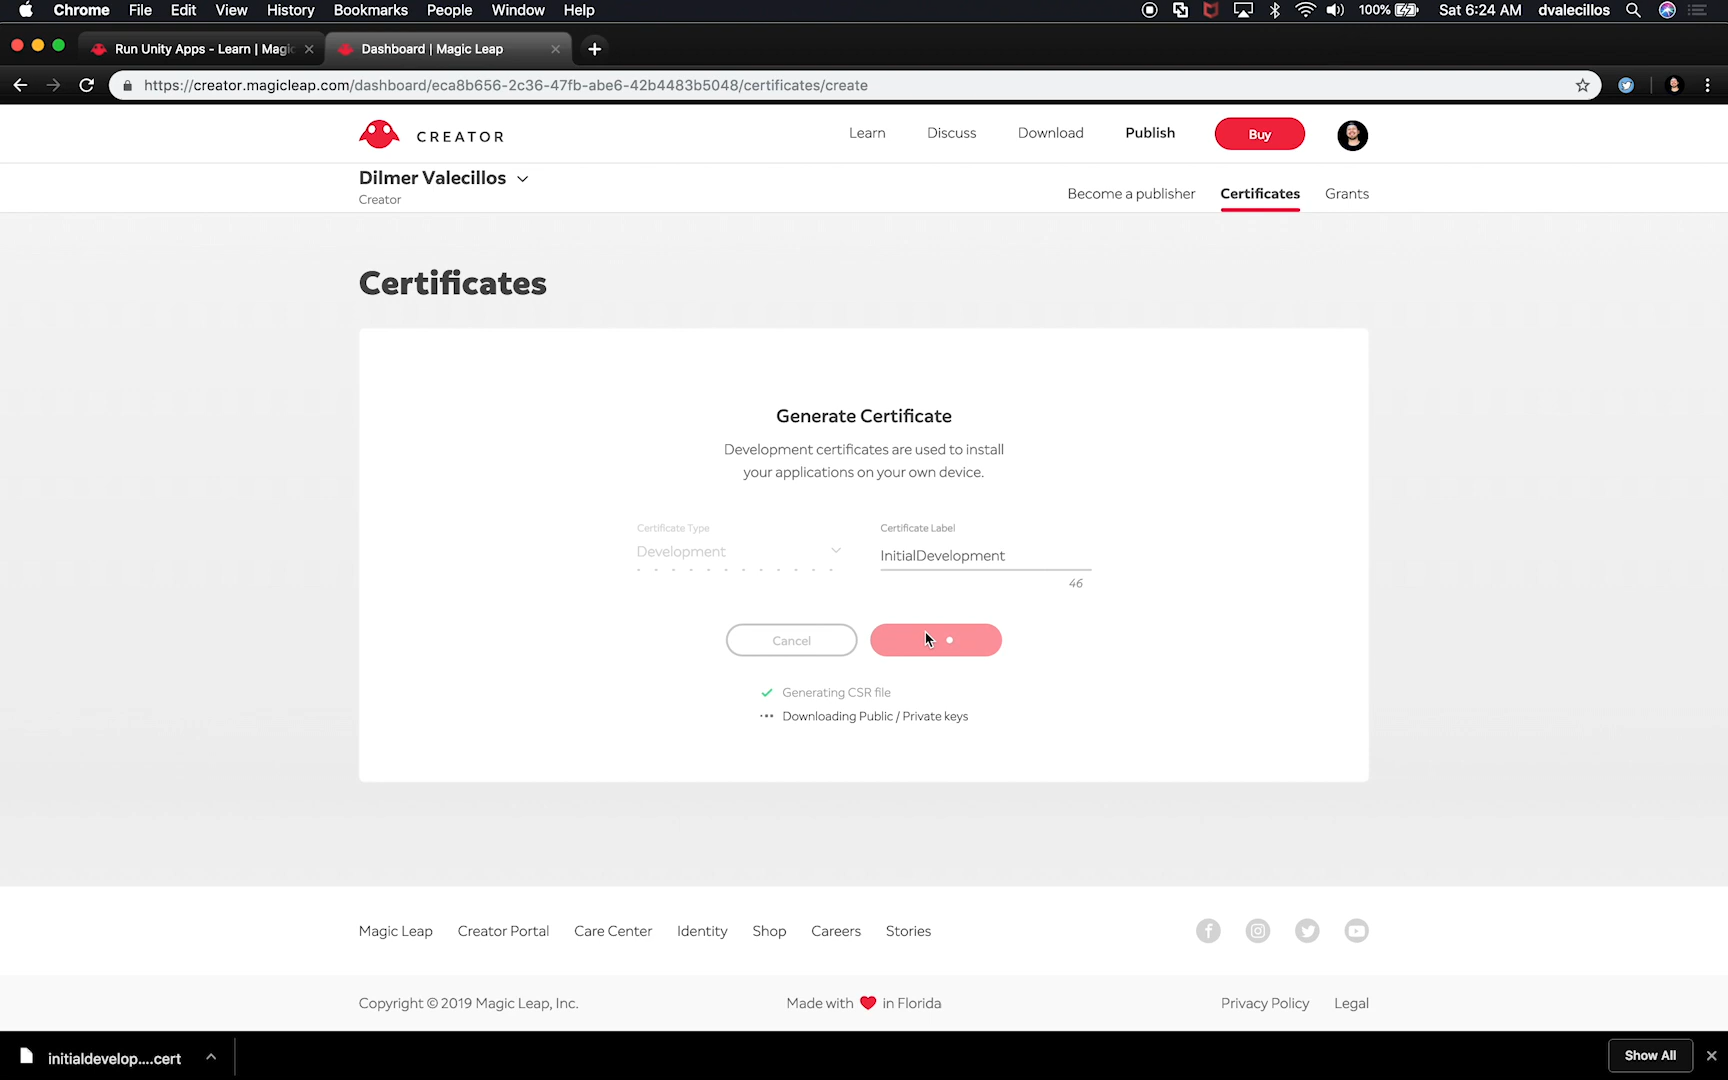 Chrome File Edit View History Bookmarks People Window Help 100% Sat 6:24 AM dvalecillos
Run Unity Apps - Learn | Magic Dashboard | Magic Leap
https://creator.magicleap.com/dashboard/eca8b656-2c36-47fb-abe6-42b4483b5048/certificates/create
CREATOR Learn Discuss Download Publish Buy
Dilmer Valecillos
Creator
Become a publisher Certificates Grants
Certificates
Generate Certificate
Development certificates are used to install
your applications on your own device.
Certificate Type Certificate Label
Development InitialDevelopment
46
Cancel
Generating CSR file
Downloading Public / Private keys
Magic Leap Creator Portal Care Center Identity Shop Careers Stories
Copyright © 2019 Magic Leap, Inc. Made with ❤ in Florida Privacy Policy Legal
initialdevelop....cert Show All